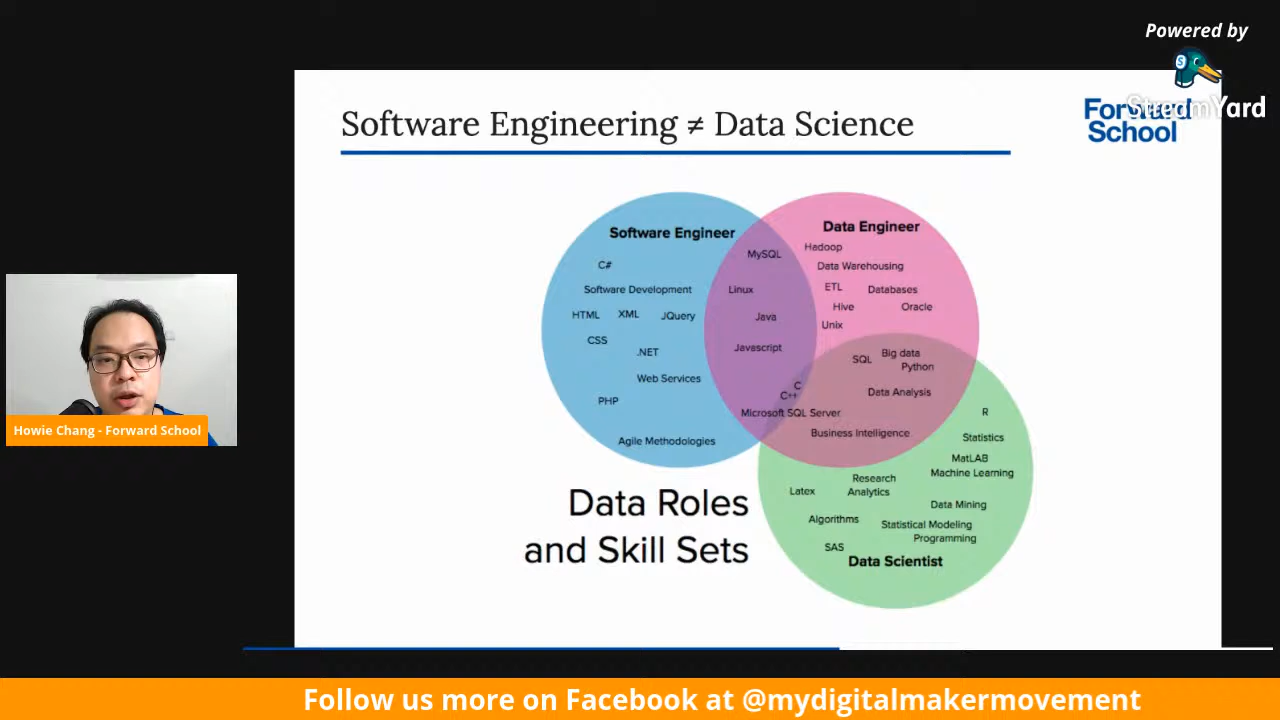 Powered by
StreamYard
Software Engineering ≠ Data Science
Forward
School
Software Engineer
C#
Software Development
HTML XML JQuery
CSS
.NET
Web Services
PHP
Agile Methodologies
MySQL
Linux
Java
Javascript
C
C++
Microsoft SQL Server
Data Engineer
Hadoop
Data Warehousing
ETL Databases
Hive Oracle
Unix
SQL Big data
Python
Data Analysis
Business Intelligence
R
Statistics
MatLAB
Machine Learning
Research
Latex Analytics
Data Mining
Algorithms Statistical Modeling
Programming
SAS
Data Scientist
Data Roles
and Skill Sets
Howie Chang - Forward School
Follow us more on Facebook at @mydigitalmakermovement